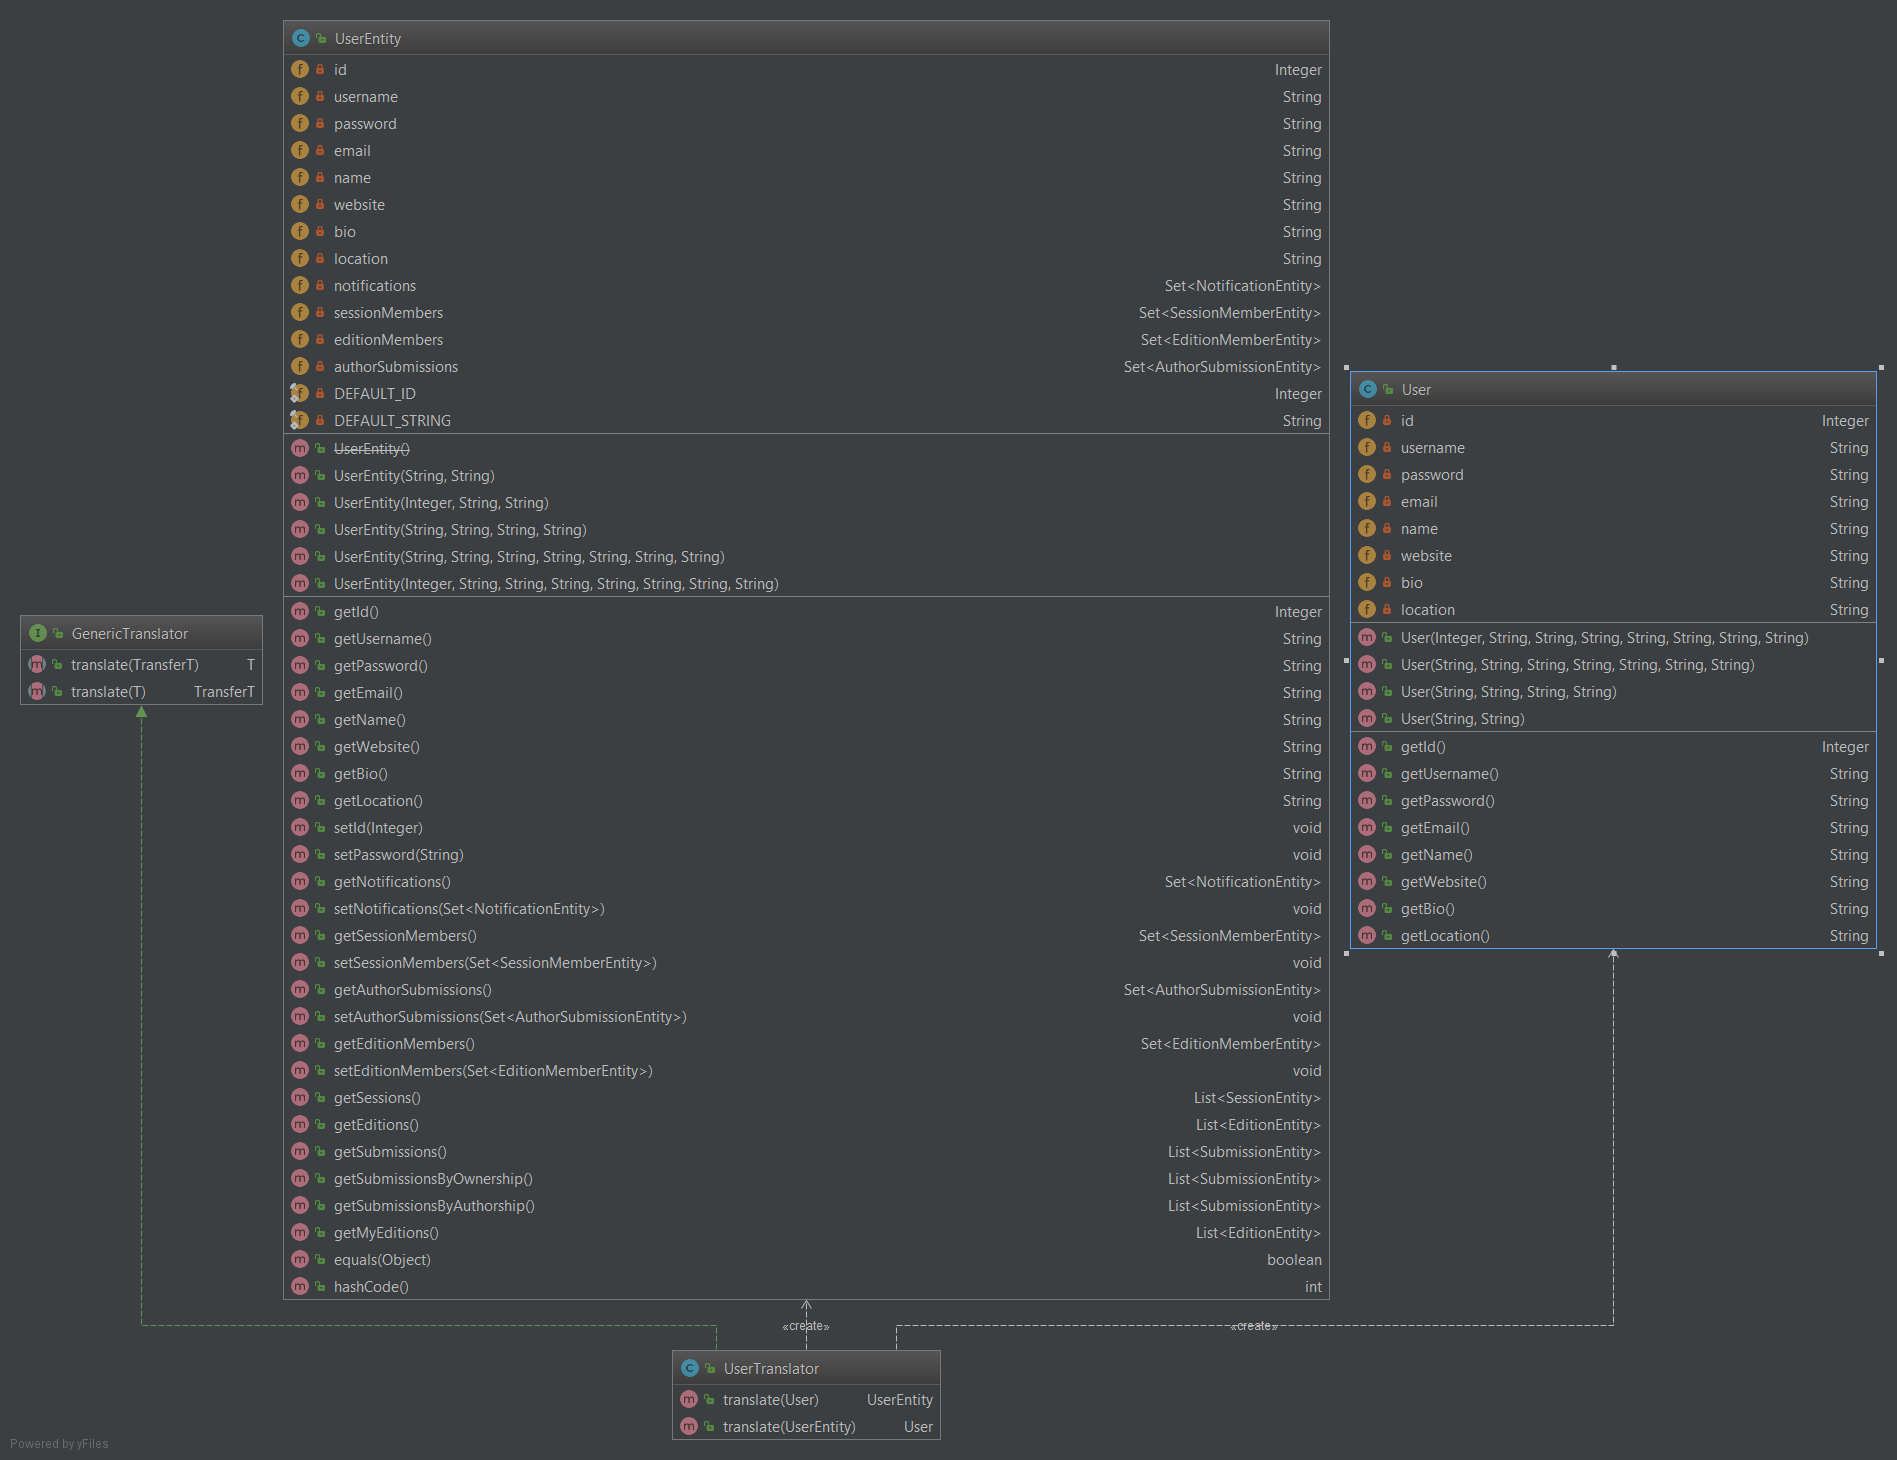 UserEntity
id Integer
username String
password String
email String
name String
website String
bio String
location String
notifications Set<NotificationEntity>
sessionMembers Set<SessionMemberEntity>
editionMembers Set<EditionMemberEntity>
authorSubmissions Set<AuthorSubmissionEntity>
DEFAULT_ID Integer
DEFAULT_STRING String
UserEntity()
UserEntity(String, String)
UserEntity(Integer, String, String)
UserEntity(String, String, String, String)
UserEntity(String, String, String, String, String, String, String)
UserEntity(Integer, String, String, String, String, String, String, String)
getId() Integer
getUsername() String
getPassword() String
getEmail() String
getName() String
getWebsite() String
getBio() String
getLocation() String
setId(Integer) void
setPassword(String) void
getNotifications() Set<NotificationEntity>
setNotifications(Set<NotificationEntity>) void
getSessionMembers() Set<SessionMemberEntity>
setSessionMembers(Set<SessionMemberEntity>) void
getAuthorSubmissions() Set<AuthorSubmissionEntity>
setAuthorSubmissions(Set<AuthorSubmissionEntity>) void
getEditionMembers() Set<EditionMemberEntity>
setEditionMembers(Set<EditionMemberEntity>) void
getSessions() List<SessionEntity>
getEditions() List<EditionEntity>
getSubmissions() List<SubmissionEntity>
getSubmissionsByOwnership() List<SubmissionEntity>
getSubmissionsByAuthorship() List<SubmissionEntity>
getMyEditions() List<EditionEntity>
equals(Object) boolean
hashCode() int
User
id Integer
username String
password String
email String
name String
website String
bio String
location String
User(Integer, String, String, String, String, String, String, String)
User(String, String, String, String, String, String, String)
User(String, String, String, String)
User(String, String)
getId() Integer
getUsername() String
getPassword() String
getEmail() String
getName() String
getWebsite() String
getBio() String
getLocation() String
GenericTranslator
translate(TransferT) T
translate(T) TransferT
«create»
«create»
UserTranslator
translate(User) UserEntity
translate(UserEntity) User
Powered by yFiles